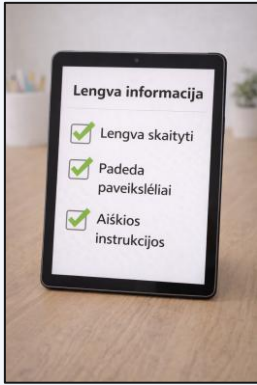 Lengva informacija
Lengva skaityti
Padeda
paveikslėliai
Aiškios
instrukcijos